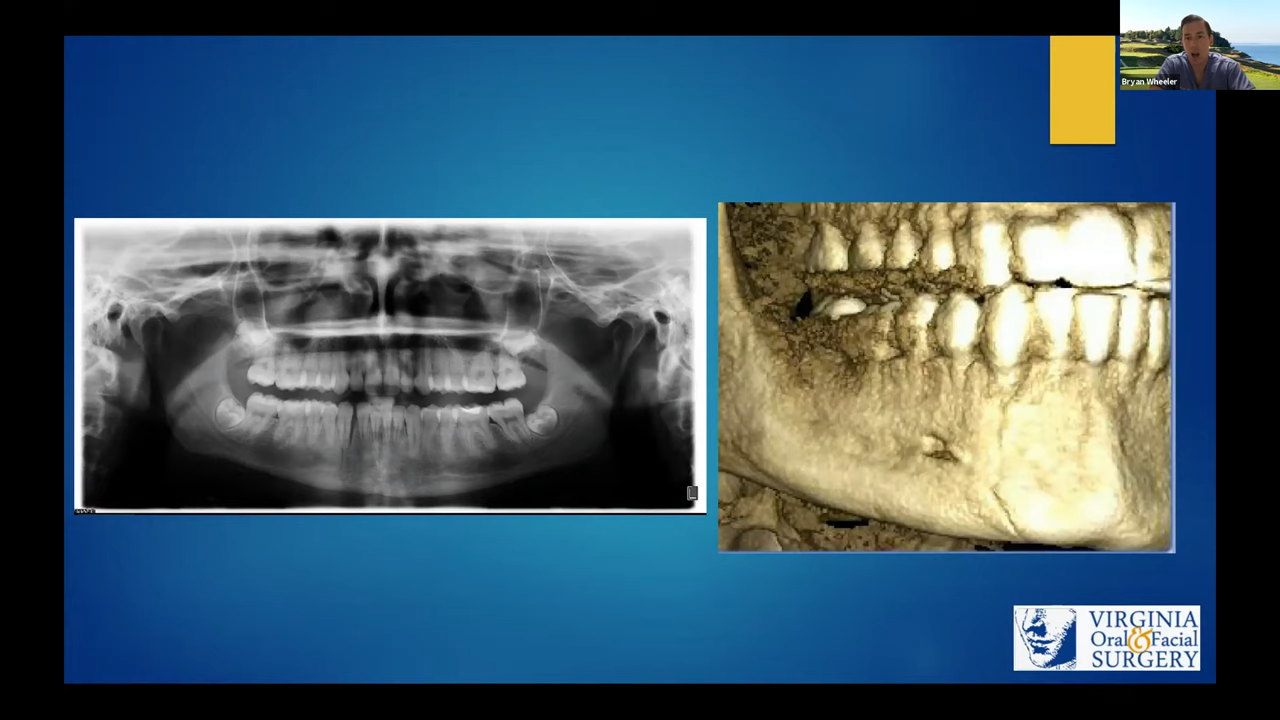 Bryan Wheeler
L
VIRGINIA
Oral & Facial
SURGERY